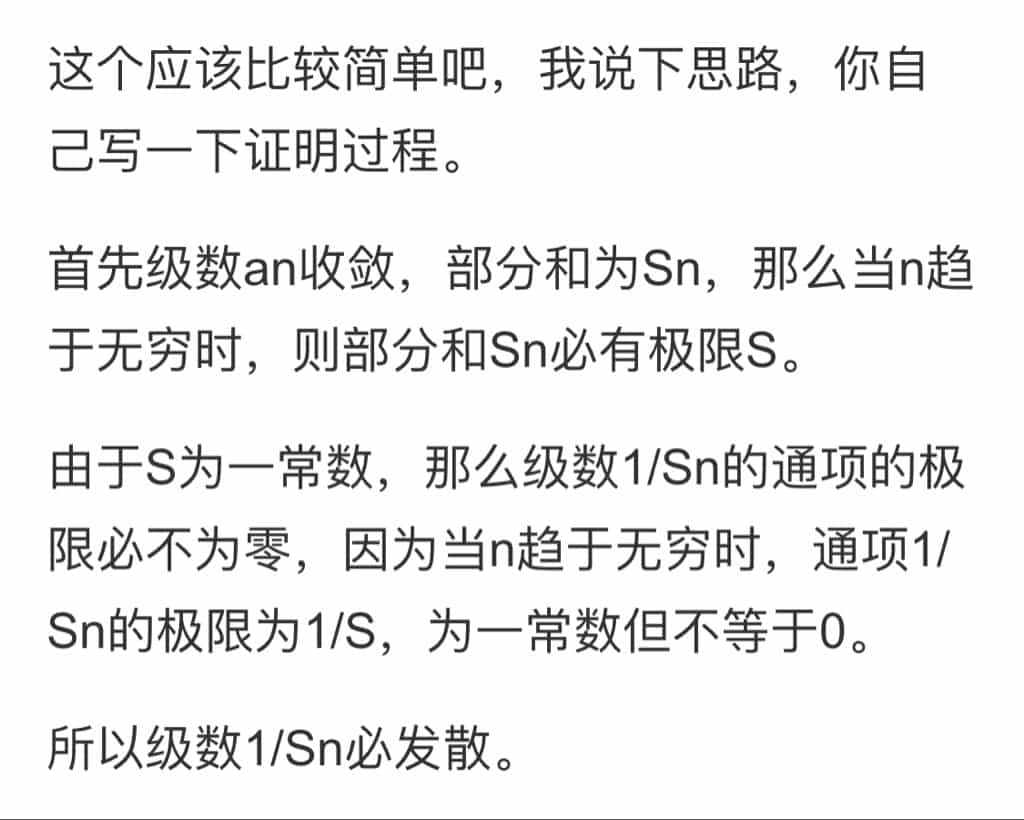 这个应该比较简单吧，我说下思路，你自
己写一下证明过程。
首先级数an收敛，部分和为Sn，那么当n趋
于无穷时，则部分和Sn必有极限S。
由于S为一常数，那么级数1/Sn的通项的极
限必不为零，因为当n趋于无穷时，通项1/
Sn的极限为1/S，为一常数但不等于0。
所以级数1/Sn必发散。